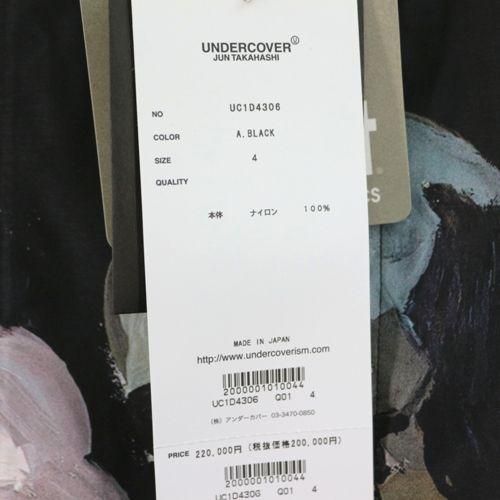 UNDERCOVER U
JUN TAKAHASHI
NO UC1D4306
COLOR A.BLACK
SIZE 4
QUALITY
本体 ナイロン 100%
t
cs
MADE IN JAPAN
http://www.undercoverism.com
2000001010044
UC1D4306 Q01 4
(株) アンダーカバー 03-3470-0850
PRICE 220,000円 (税抜価格200,000円)
2000001010044
UC1D4306 Q01 4